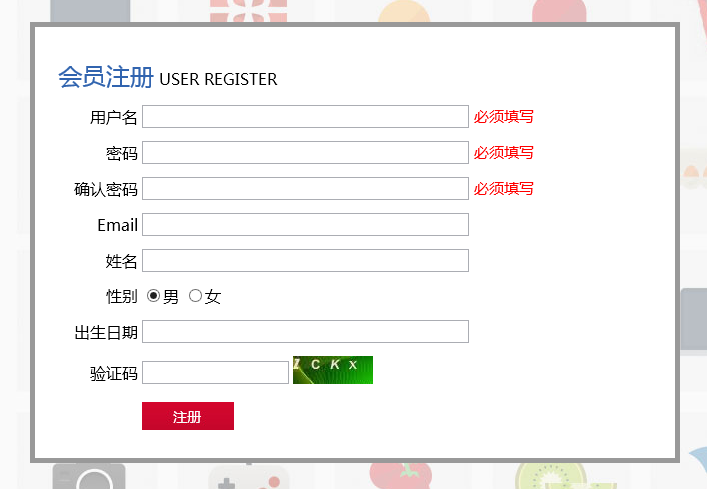 会员注册 USER REGISTER
用户名 必须填写
密码 必须填写
确认密码 必须填写
Email
姓名
性别 男 女
出生日期
验证码 Z C K X
注册